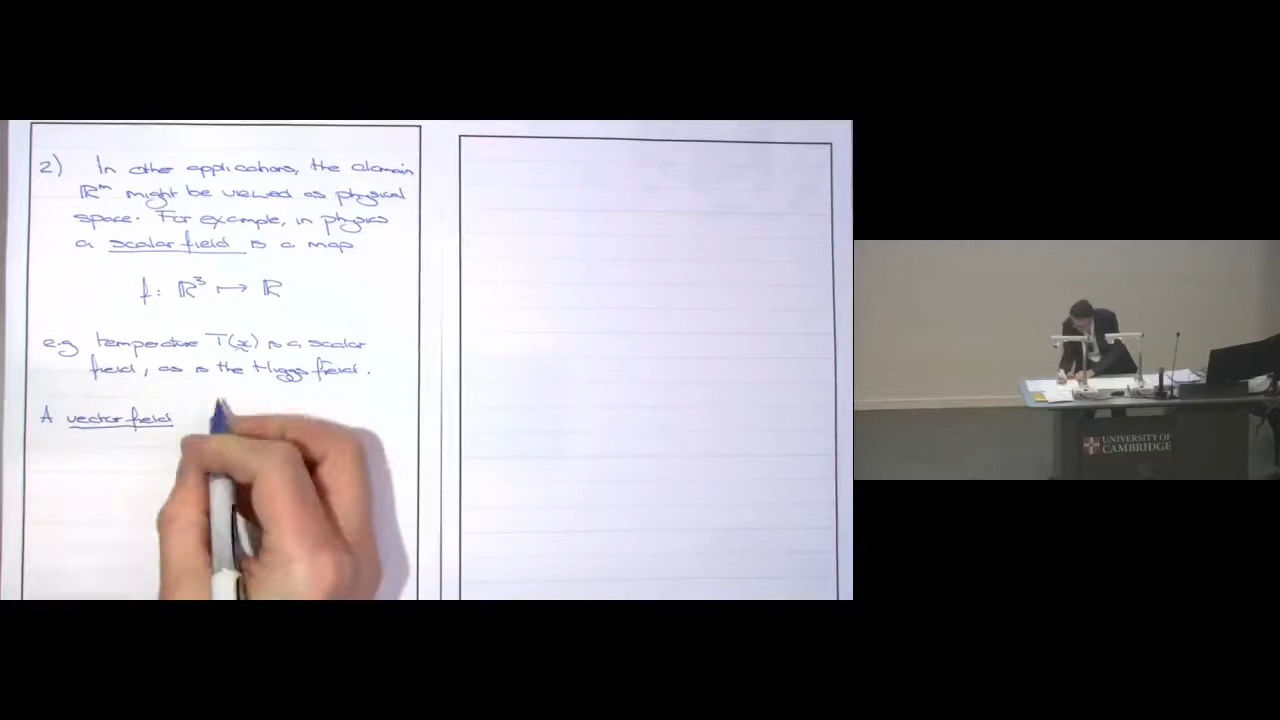 2) In other applications, the domain
ℝᵐ might be viewed as physical
space. For example, in physics
a scalar field is a map
f: ℝ³ ↦ ℝ
e.g temperature T(x) is a scalar
field, as is the Higgs field.
A vector field
UNIVERSITY OF
CAMBRIDGE